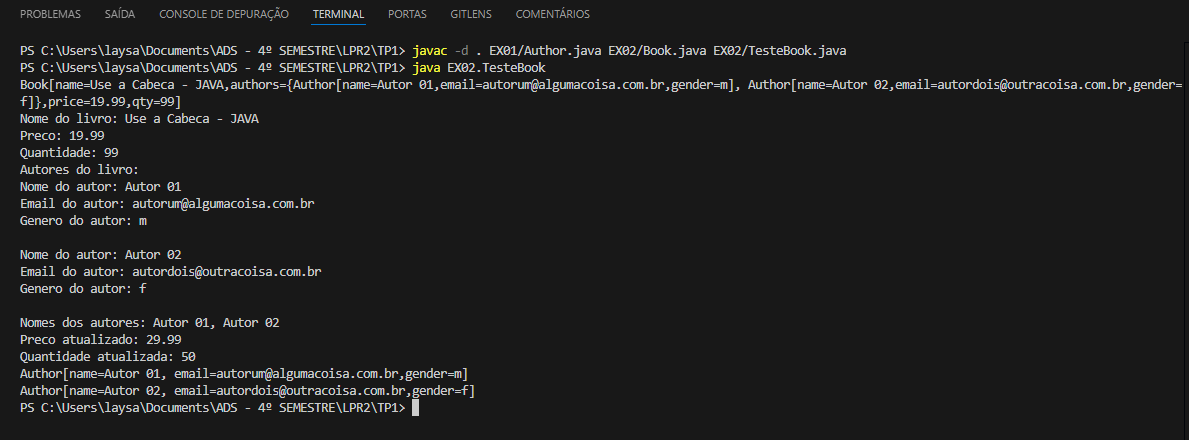 PROBLEMAS SAÍDA CONSOLE DE DEPURAÇÃO TERMINAL PORTAS GITLENS COMENTÁRIOS
PS C:\Users\laysa\Documents\ADS - 4º SEMESTRE\LPR2\TP1> javac -d . EX01/Author.java EX02/Book.java EX02/TesteBook.java
PS C:\Users\laysa\Documents\ADS - 4º SEMESTRE\LPR2\TP1> java EX02.TesteBook
Book[name=Use a Cabeca - JAVA,authors={Author[name=Autor 01,email=autorum@algumacoisa.com.br,gender=m], Author[name=Autor 02,email=autordois@outracoisa.com.br,gender=
f]},price=19.99,qty=99]
Nome do livro: Use a Cabeca - JAVA
Preco: 19.99
Quantidade: 99
Autores do livro:
Nome do autor: Autor 01
Email do autor: autorum@algumacoisa.com.br
Genero do autor: m
Nome do autor: Autor 02
Email do autor: autordois@outracoisa.com.br
Genero do autor: f
Nomes dos autores: Autor 01, Autor 02
Preco atualizado: 29.99
Quantidade atualizada: 50
Author[name=Autor 01, email=autorum@algumacoisa.com.br,gender=m]
Author[name=Autor 02, email=autordois@outracoisa.com.br,gender=f]
PS C:\Users\laysa\Documents\ADS - 4º SEMESTRE\LPR2\TP1>